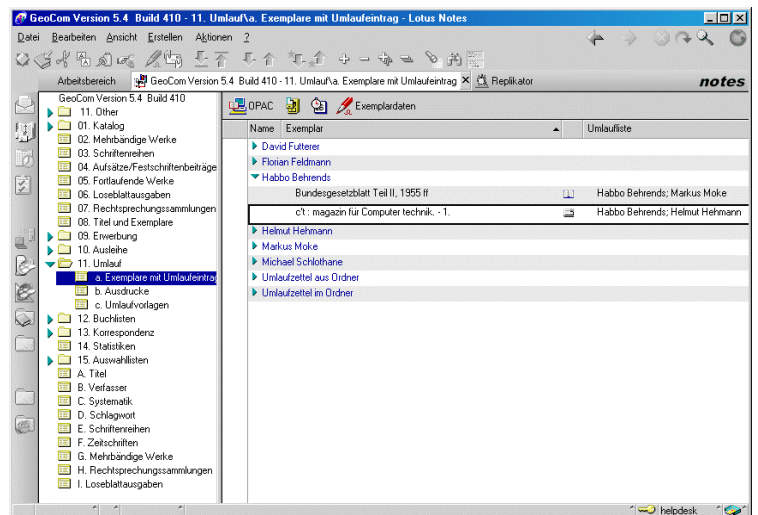 GeoCom Version 5.4 Build 410 - 11. Umlauf\a. Exemplare mit Umlaufeintrag - Lotus Notes
Datei Bearbeiten Ansicht Erstellen Aktionen ?
Arbeitsbereich GeoCom Version 5.4 Build 410 - 11. Umlauf\a. Exemplare mit Umlaufeintrag Replikator notes
GeoCom Version 5.4 Build 410
11. Other
01. Katalog
02. Mehrbändige Werke
03. Schriftenreihen
04. Aufsätze/Festschriftenbeiträge
05. Fortlaufende Werke
06. Loseblattausgaben
07. Rechtsprechungssammlungen
08. Titel und Exemplare
09. Erwerbung
10. Ausleihe
11. Umlauf
a. Exemplare mit Umlaufeintrag
b. Ausdrucke
c. Umlaufvorlagen
12. Buchlisten
13. Korrespondenz
14. Statistiken
15. Auswahllisten
A. Titel
B. Verfasser
C. Systematik
D. Schlagwort
E. Schriftenreihen
F. Zeitschriften
G. Mehrbändige Werke
H. Rechtsprechungssammlungen
I. Loseblattausgaben
OPAC Exemplardaten
Name Exemplar Umlaufliste
David Futterer
Florian Feldmann
Habbo Behrends
Bundesgesetzblatt Teil II, 1955 ff Habbo Behrends; Markus Moke
c't : magazin für Computer technik. - 1. Habbo Behrends; Helmut Hehmann
Helmut Hehmann
Markus Moke
Michael Schlothane
Umlaufzettel aus Ordner
Umlaufzettel im Ordner
helpdesk